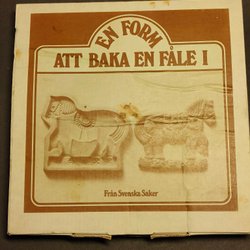 EN FORM
ATT BAKA EN FÅLE I
Från Svenska Saker